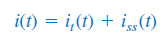 i(t) = i_t(t) + i_ss(t)